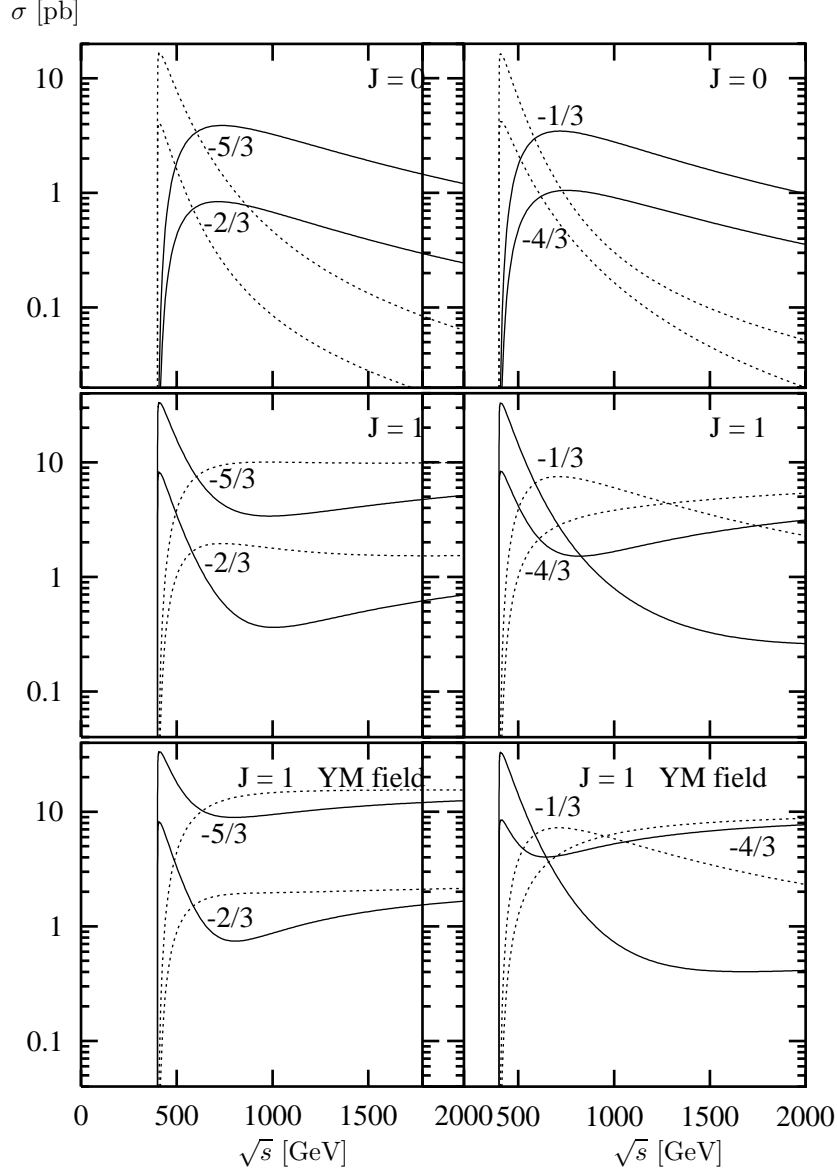 σ [pb]
10
1
0.1
J = 0
-5/3
-2/3
J = 0
-1/3
-4/3
10
1
0.1
J = 1
-5/3
-2/3
J = 1
-1/3
-4/3
10
1
0.1
J = 1 YM field
-5/3
-2/3
J = 1 YM field
-1/3
-4/3
0 500 1000 1500 2000 500 1000 1500 2000
√s [GeV] √s [GeV]